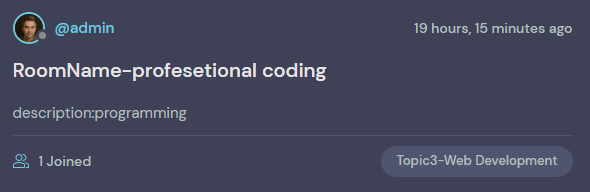 @admin
19 hours, 15 minutes ago
RoomName-profesetional coding
description:programming
1 Joined
Topic3-Web Development